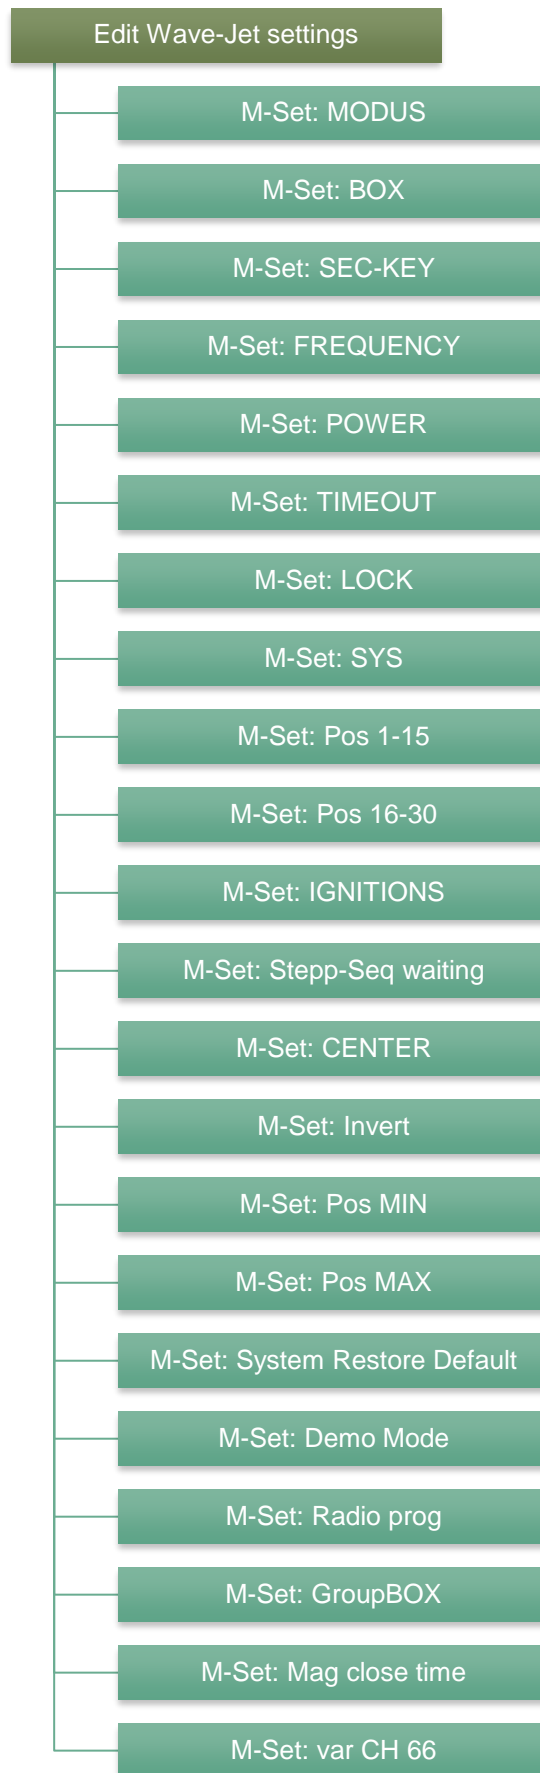 Edit Wave-Jet settings
M-Set: MODUS
M-Set: BOX
M-Set: SEC-KEY
M-Set: FREQUENCY
M-Set: POWER
M-Set: TIMEOUT
M-Set: LOCK
M-Set: SYS
M-Set: Pos 1-15
M-Set: Pos 16-30
M-Set: IGNITIONS
M-Set: Stepp-Seq waiting
M-Set: CENTER
M-Set: Invert
M-Set: Pos MIN
M-Set: Pos MAX
M-Set: System Restore Default
M-Set: Demo Mode
M-Set: Radio prog
M-Set: GroupBOX
M-Set: Mag close time
M-Set: var CH 66